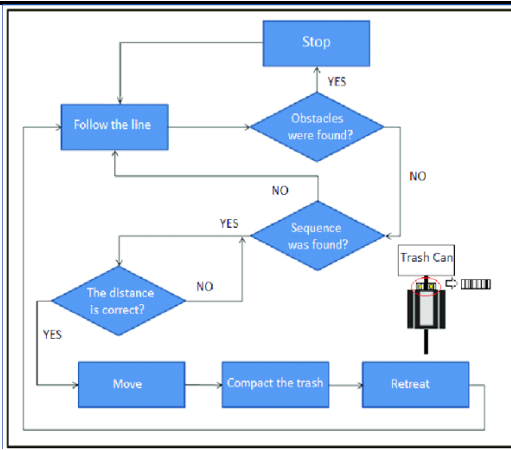 Stop
YES
Follow the line
Obstacles
were found?
NO
NO
YES
Sequence
was found?
Trash Can
The distance
is correct?
NO
YES
Move
Compact the trash
Retreat